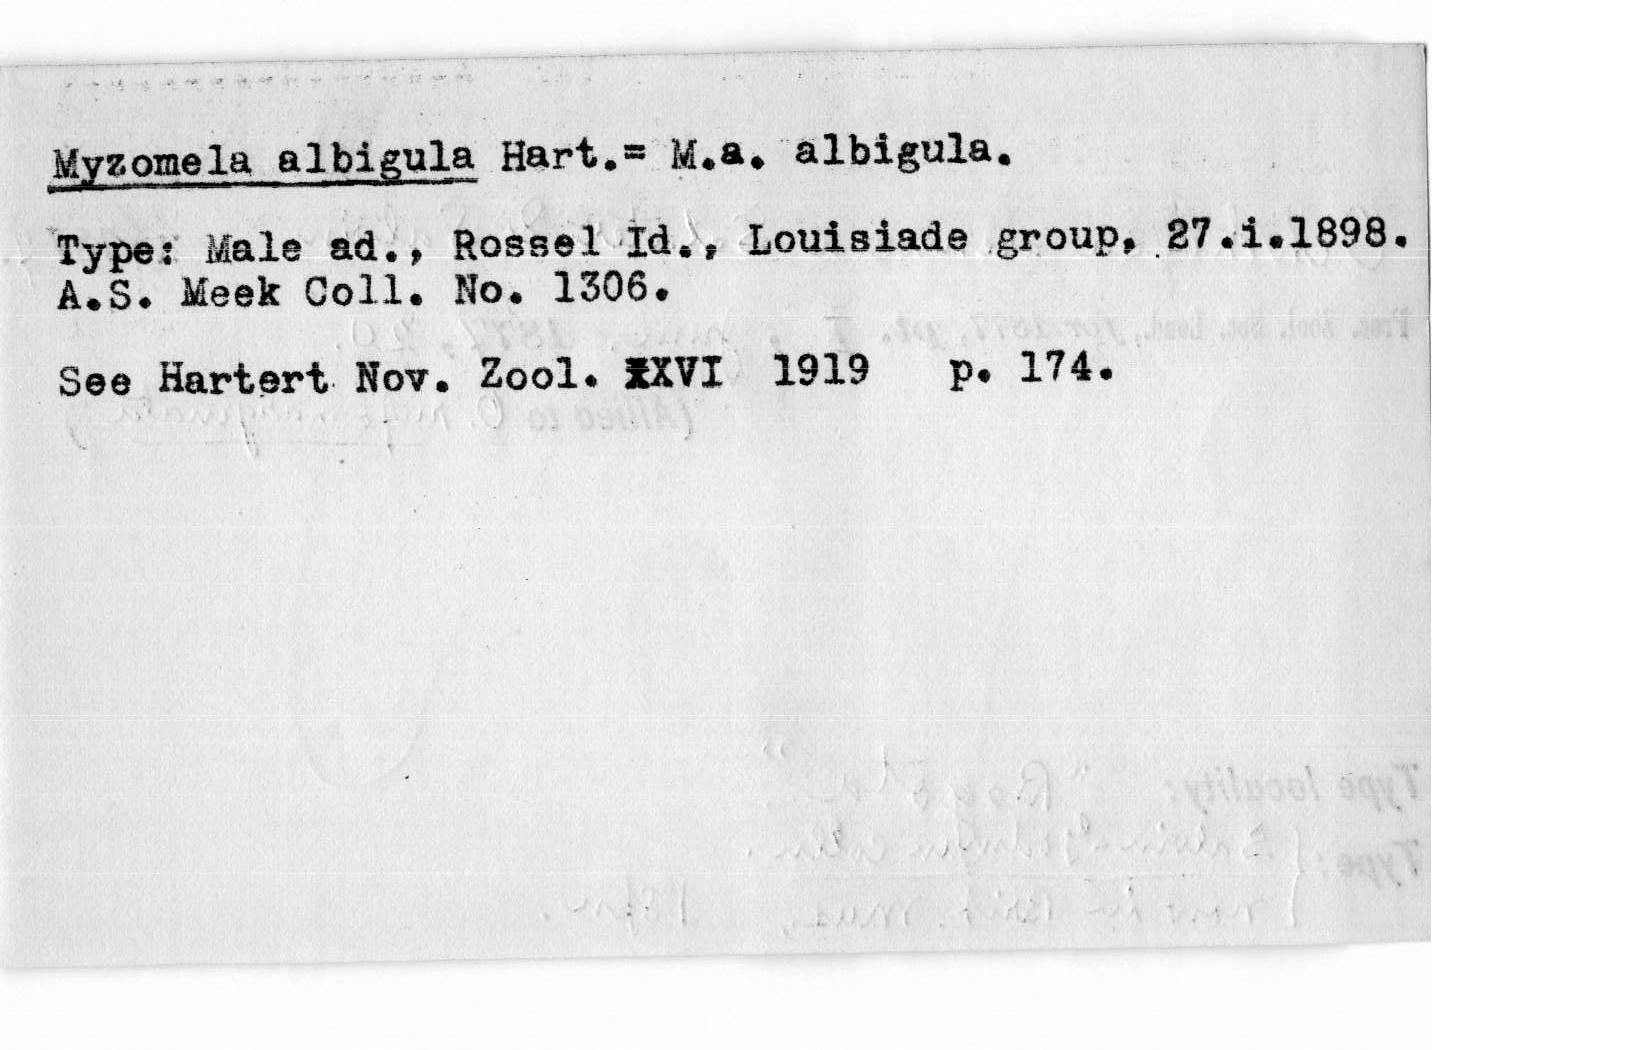 Myzomela albigula Hart.= M.a. albigula.
Type: Male ad., Rossel Id., Louisiade group, 27.i.1898.
A.S. Meek Coll. No. 1306.
See Hartert Nov. Zool. XXVI 1919 p. 174.